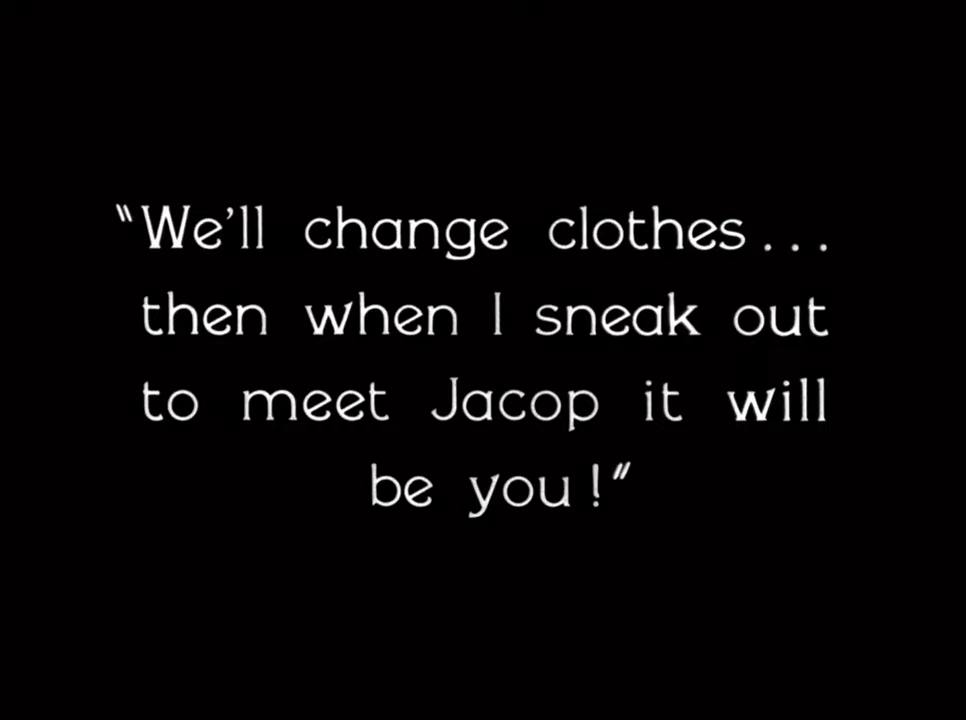 "We'll change clothes...
then when I sneak out
to meet Jacop it will
be you!"